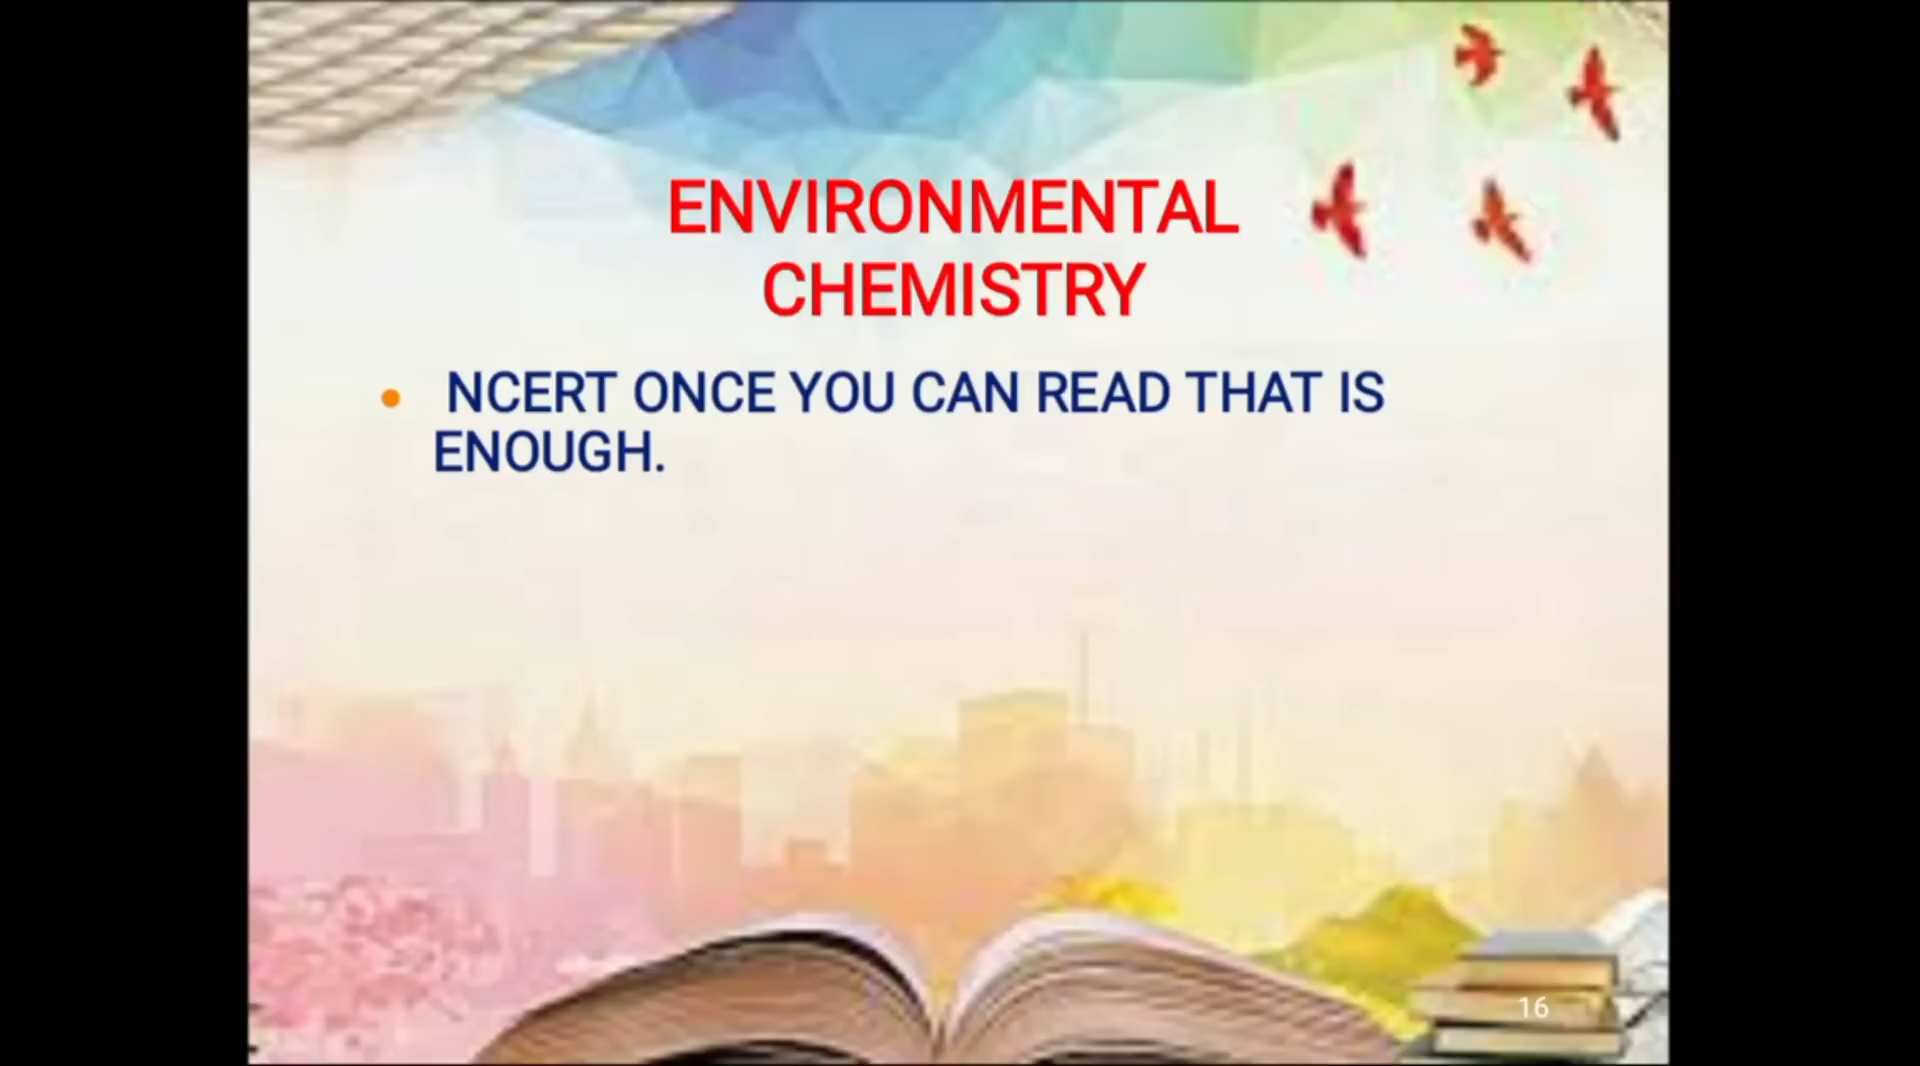 ENVIRONMENTAL
CHEMISTRY
• NCERT ONCE YOU CAN READ THAT IS
ENOUGH.
16